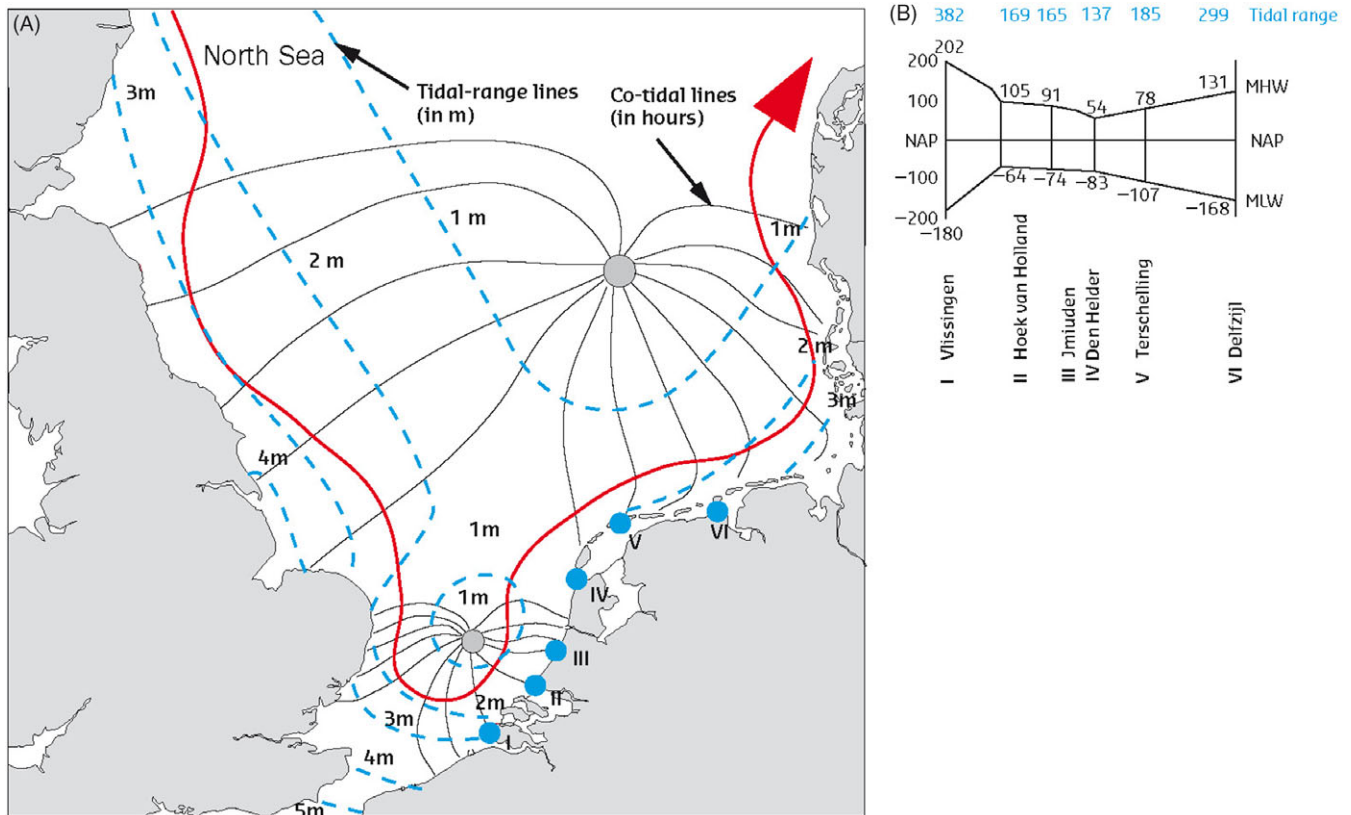 (A)
North Sea
3m
Tidal-range lines
(in m)
Co-tidal lines
(in hours)
1 m
1m
2 m
2 m
3m
4m
1m
1m
V
VI
IV
III
II
2m
3m
I
4m
5m
(B)
382 169 165 137 185 299 Tidal range
202
200
131 MHW
105 91 78
100
54
NAP NAP
-64 -74 -83
-100
-107
-168 MLW
-200
-180
I Vlissingen
II Hoek van Holland
III Jmiuden
IV Den Helder
V Terschelling
VI Delfzijl